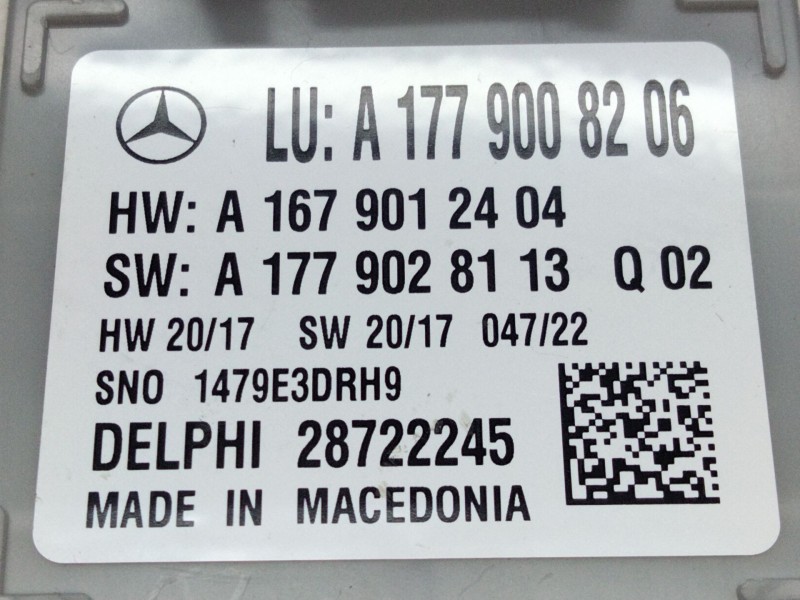 LU: A 177 900 82 06
HW: A 167 901 24 04
SW: A 177 902 81 13 Q 02
HW 20/17 SW 20/17 047/22
SNO 1479E3DRH9
DELPHI 28722245
MADE IN MACEDONIA